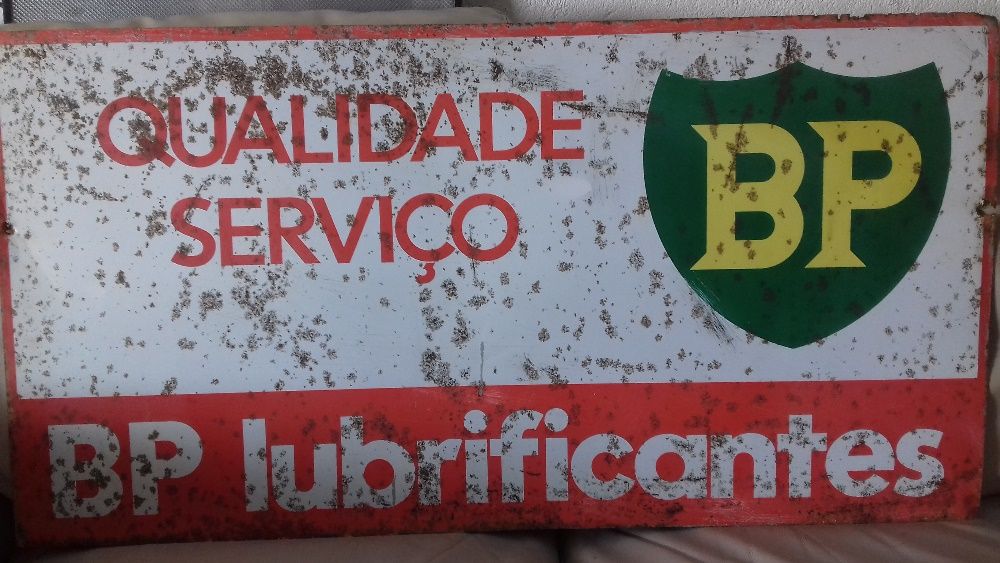 QUALIDADE
SERVIÇO
BP
BP lubrificantes